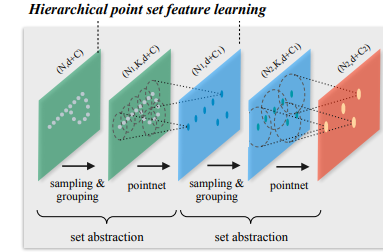 Hierarchical point set feature learning
(N,d+C)
(N₁,K,d+C)
(N₁,d+C₁)
(N₂,K,d+C₁)
(N₂,d+C₂)
sampling & grouping
pointnet
sampling & grouping
pointnet
set abstraction
set abstraction